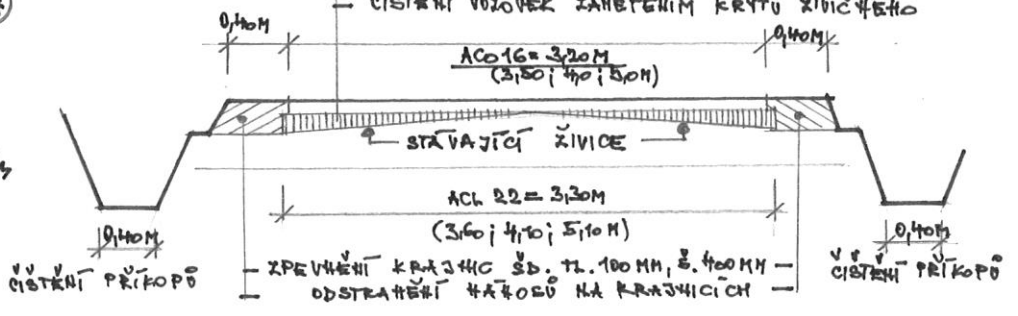 ČIŠTĚNÍ VOZOVEK ZAMETENÍM KRYTU ŽIVIČNÉHO
0,40M 0,40M
ACO 16 = 3,20M
(3,50; 4,0; 5,0M)
STÁVAJÍCÍ ŽIVICE
ACL 22 = 3,30M
(3,60; 4,10; 5,10M)
0,40M 0,40M
ČIŠTĚNÍ PŘÍKOPŮ ČIŠTĚNÍ PŘÍKOPŮ
ZPEVNĚNÍ KRAJNIC ŠD. TL. 100 MM, Š. 400 MM
ODSTRANĚNÍ NÁNOSŮ NA KRAJNICÍCH